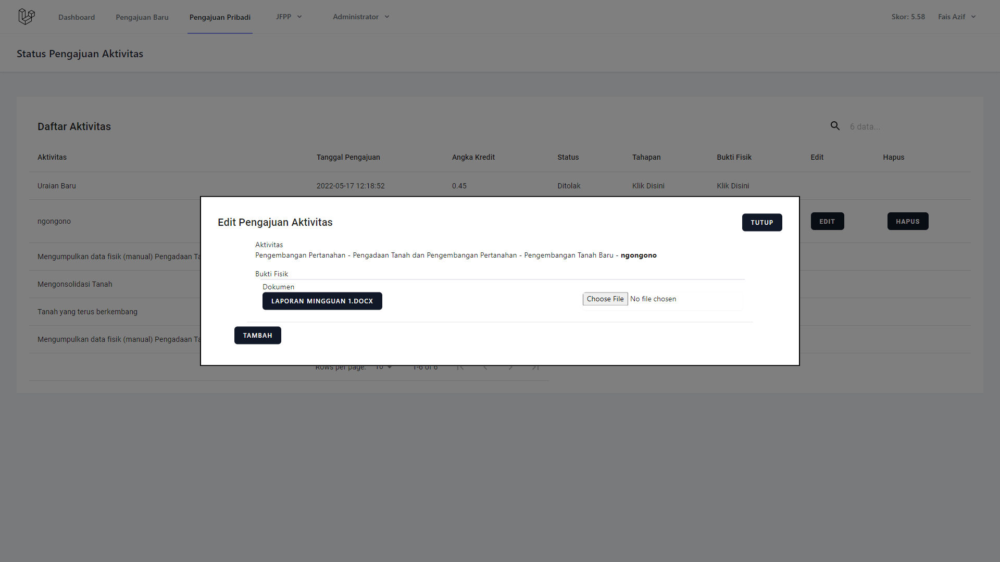 Dashboard Pengajuan Baru Pengajuan Pribadi JFPP Administrator Skor: 5.58 Fais Azif
Status Pengajuan Aktivitas
Daftar Aktivitas 6 data...
Aktivitas Tanggal Pengajuan Angka Kredit Status Tahapan Bukti Fisik Edit Hapus
Uraian Baru 2022-05-17 12:18:52 0.45 Ditolak Klik Disini Klik Disini
ngongono EDIT HAPUS
Mengumpulkan data fisik (manual) Pengadaan
Mengonsolidasi Tanah
Tanah yang terus berkembang
Mengumpulkan data fisik (manual) Pengadaan
Rows per page: 10 1-6 of 6
Edit Pengajuan Aktivitas TUTUP
Aktivitas
Pengembangan Pertanahan - Pengadaan Tanah dan Pengembangan Pertanahan - Pengembangan Tanah Baru - ngongono
Bukti Fisik
Dokumen
LAPORAN MINGGUAN 1.DOCX Choose File No file chosen
TAMBAH